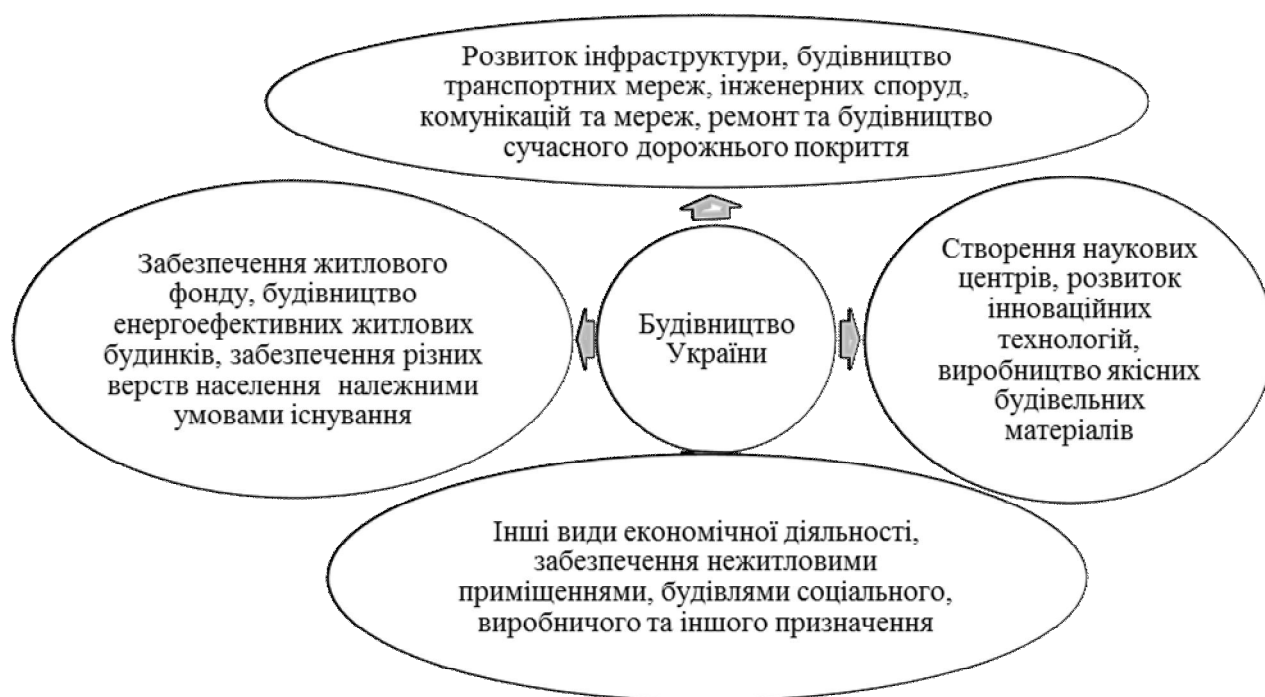 Розвиток інфраструктури, будівництво
транспортних мереж, інженерних споруд,
комунікацій та мереж, ремонт та будівництво
сучасного дорожнього покриття
Забезпечення житлового
фонду, будівництво
енергоефективних житлових
будинків, забезпечення різних
верств населення належними
умовами існування
Будівництво
України
Створення наукових
центрів, розвиток
інноваційних
технологій,
виробництво якісних
будівельних
матеріалів
Інші види економічної діяльності,
забезпечення нежитловими
приміщеннями, будівлями соціального,
виробничого та іншого призначення